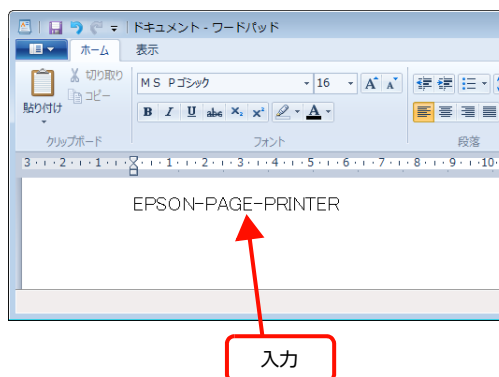 ドキュメント - ワードパッド
ホーム 表示
貼り付け
切り取り
コピー
クリップボード
MS Pゴシック 16 A A
B I U abc X₂ X² A
フォント
段落
3・2・1・1・2・3・4・5・6・7・8・9・10・
EPSON-PAGE-PRINTER
入力